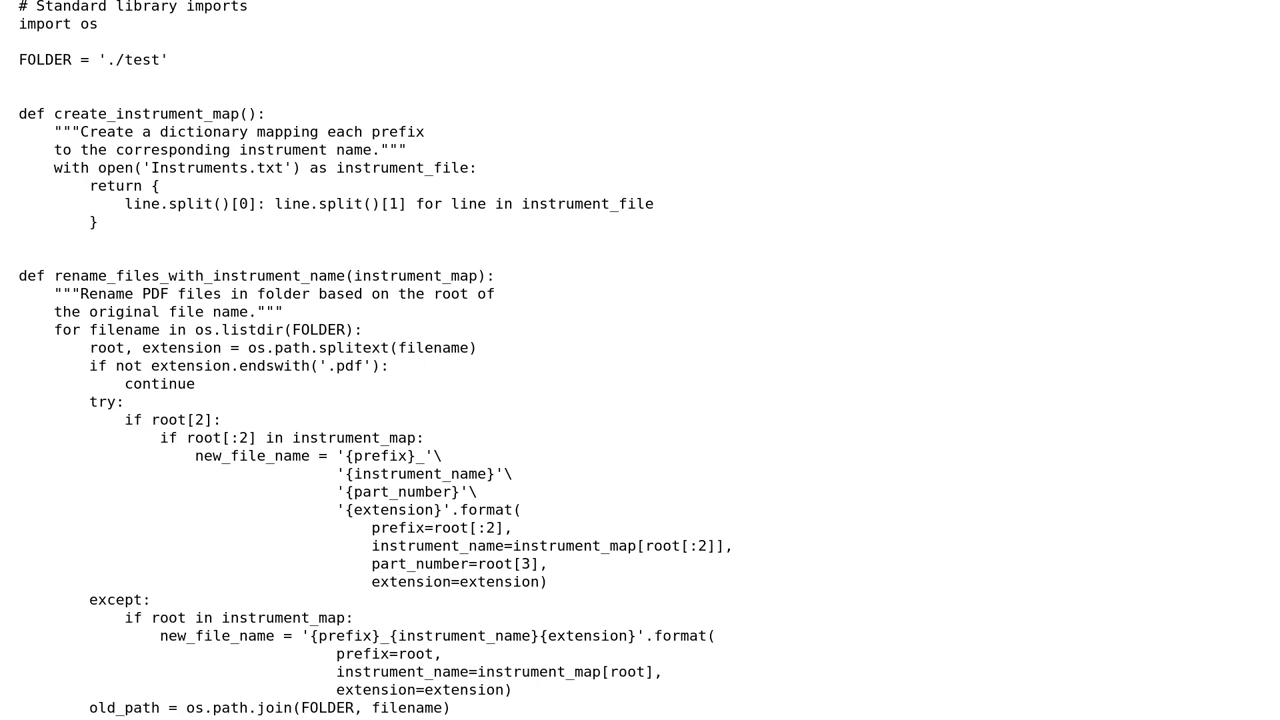 # Standard library imports
import os

FOLDER = './test'


def create_instrument_map():
    """Create a dictionary mapping each prefix
    to the corresponding instrument name."""
    with open('Instruments.txt') as instrument_file:
        return {
            line.split()[0]: line.split()[1] for line in instrument_file
        }


def rename_files_with_instrument_name(instrument_map):
    """Rename PDF files in folder based on the root of
    the original file name."""
    for filename in os.listdir(FOLDER):
        root, extension = os.path.splitext(filename)
        if not extension.endswith('.pdf'):
            continue
        try:
            if root[2]:
                if root[:2] in instrument_map:
                    new_file_name = '{prefix}_'\
                                    '{instrument_name}'\
                                    '{part_number}'\
                                    '{extension}'.format(
                                        prefix=root[:2],
                                        instrument_name=instrument_map[root[:2]],
                                        part_number=root[3],
                                        extension=extension)
        except:
            if root in instrument_map:
                new_file_name = '{prefix}_{instrument_name}{extension}'.format(
                                    prefix=root,
                                    instrument_name=instrument_map[root],
                                    extension=extension)
        old_path = os.path.join(FOLDER, filename)